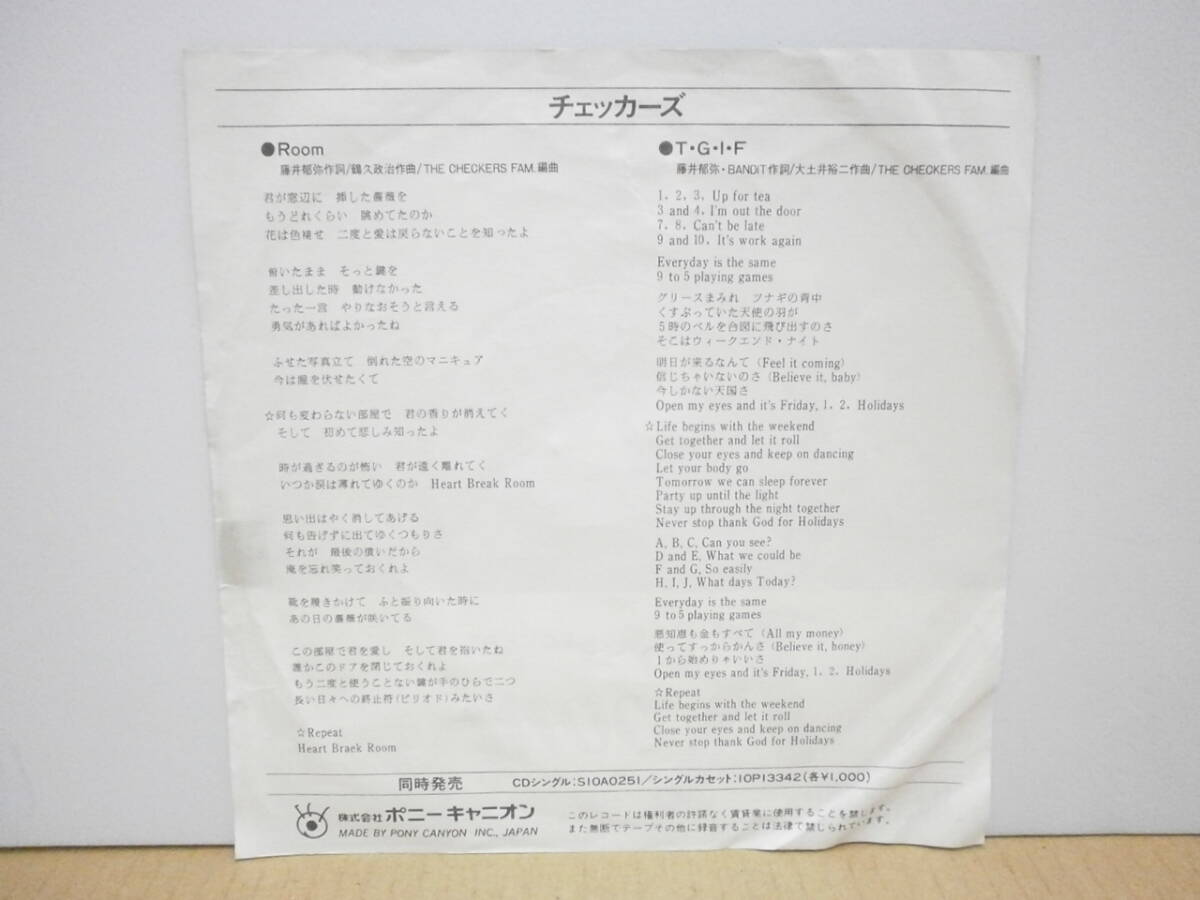 チェッカーズ
●Room
藤井郁弥作詞/鶴久政治作曲/THE CHECKERS FAM.編曲
君が窓辺に 挿した薔薇を
もうどれくらい 眺めてたのか
花は色褪せ 二度と愛は戻らないことを知ったよ
俯いたまま そっと鍵を
差し出した時 動けなかった
たった一言 やりなおそうと言える
勇気があればよかったね
ふせた写真立て 倒れた空のマニキュア
今は瞳を伏せたくて
☆何も変わらない部屋で 君の香りが消えてく
そして 初めて悲しみ知ったよ
時が過ぎるのが怖い 君が遠く離れてく
いつか涙は薄れてゆくのか Heart Break Room
思い出はやく消してあげる
何も告げずに出てゆくつもりさ
それが 最後の償いだから
俺を忘れ笑っておくれよ
靴を履きかけて ふと振り向いた時に
あの日の薔薇が咲いてる
この部屋で君を愛し そして君を抱いたね
誰かこのドアを閉じておくれよ
もう二度と使うことない鍵が手のひらで二つ
長い日々への終止符(ピリオド)みたいさ
☆Repeat
Heart Braek Room
●T・G・I・F
藤井郁弥・BANDiT作詞/大土井裕二作曲/THE CHECKERS FAM.編曲
1, 2, 3, Up for tea
3 and 4, I'm out the door
7, 8, Can't be late
9 and 10, It's work again
Everyday is the same
9 to 5 playing games
グリースまみれ ツナギの背中
くすぶっていた天使の羽が
5時のベルを合図に飛び出すのさ
そこはウィークエンド・ナイト
明日が来るなんて (Feel it coming)
信じちゃいないのさ (Believe it, baby)
今しかない天国さ
Open my eyes and it's Friday, 1, 2, Holidays
☆Life begins with the weekend
Get together and let it roll
Close your eyes and keep on dancing
Let your body go
Tomorrow we can sleep forever
Party up until the light
Stay up through the night together
Never stop thank God for Holidays
A, B, C, Can you see?
D and E, What we could be
F and G, So easily
H, I, J, What days Today?
Everyday is the same
9 to 5 playing games
悪知恵も金もすべて (All my money)
使ってすっからかんさ (Believe it, honey)
1から始めりゃいいさ
Open my eyes and it's Friday, 1, 2, Holidays
☆Repeat
Life begins with the weekend
Get together and let it roll
Close your eyes and keep on dancing
Never stop thank God for Holidays
同時発売 CDシングル:S10A0251/シングルカセット:10P13342(各¥1,000)
株式会社 ポニーキャニオン
MADE BY PONY CANYON INC., JAPAN
このレコードは権利者の許諾なく賃貸業に使用することを禁じます。
また無断でテープその他に録音することは法律で禁じられています。